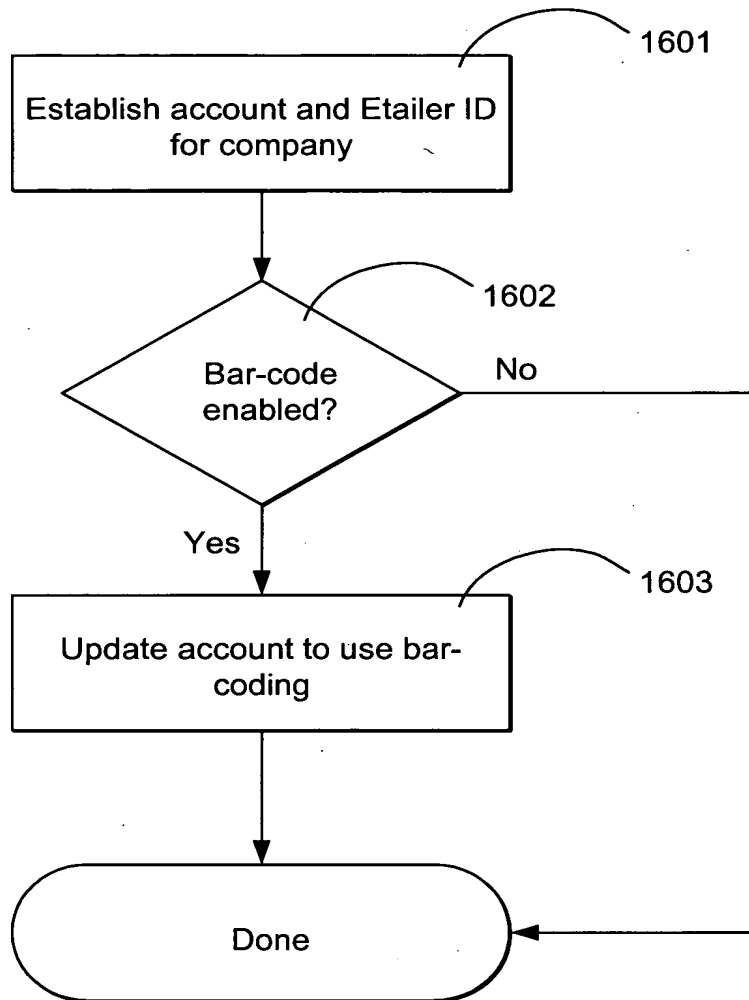 1601
Establish account and Etailer ID
for company
1602
Bar-code
enabled?
No
Yes
1603
Update account to use bar-
coding
Done